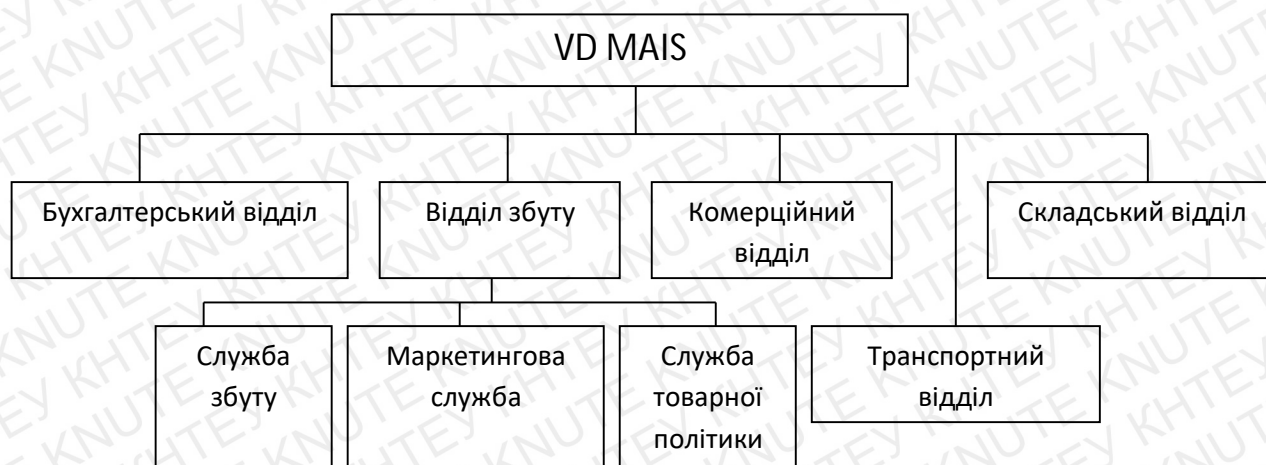 VD MAIS
Бухгалтерський відділ
Відділ збуту
Комерційний
відділ
Складський відділ
Служба
збуту
Маркетингова
служба
Служба
товарної
політики
Транспортний
відділ